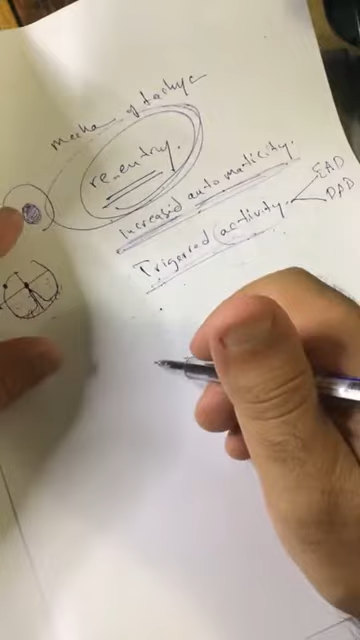 mecha of tachyc
re-entry.
Increased automaticity.
Triggered activity. EAD
DAD